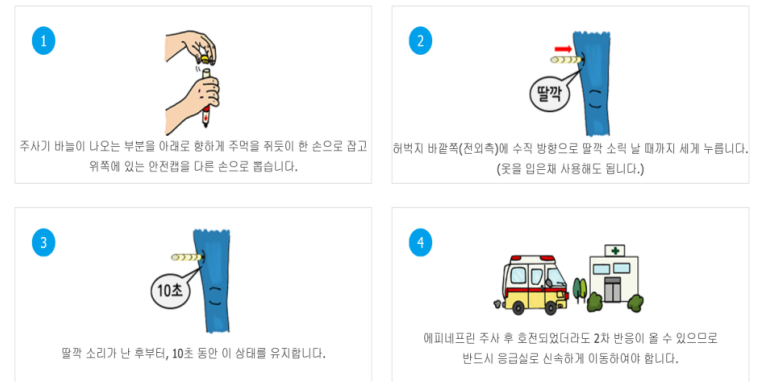 1
주사기 바늘이 나오는 부분을 아래로 향하게 주먹을 쥐듯이 한 손으로 잡고
위쪽에 있는 안전캡을 다른 손으로 뽑습니다.
2
딸깍
허벅지 바깥쪽(전외측)에 수직 방향으로 딸깍 소릭 날 때까지 세게 누릅니다.
(옷을 입은채 사용해도 됩니다.)
3
10초
딸깍 소리가 난 후부터, 10초 동안 이 상태를 유지합니다.
4
에피네프린 주사 후 호전되었더라도 2차 반응이 올 수 있으므로
반드시 응급실로 신속하게 이동하여야 합니다.